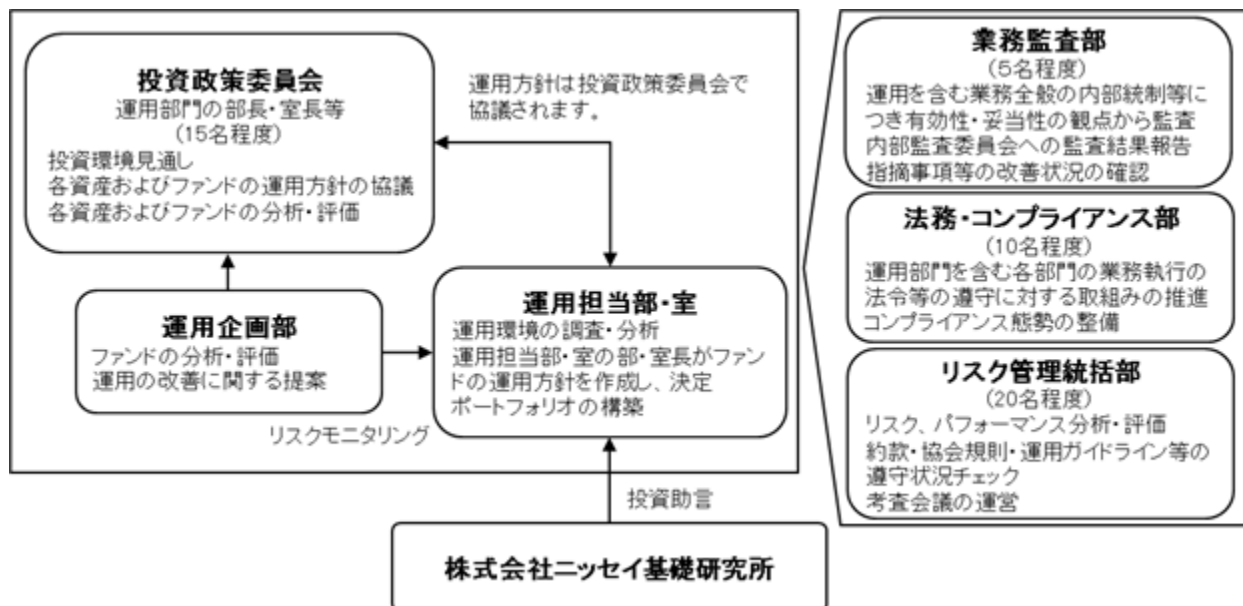 投資政策委員会
運用部門の部長・室長等
(15名程度)
投資環境見通し
各資産およびファンドの運用方針の協議
各資産およびファンドの分析・評価
運用方針は投資政策委員会で
協議されます。
運用企画部
ファンドの分析・評価
運用の改善に関する提案
リスクモニタリング
運用担当部・室
運用環境の調査・分析
運用担当部・室の部・室長がファン
ドの運用方針を作成し、決定
ポートフォリオの構築
投資助言
株式会社ニッセイ基礎研究所
業務監査部
(5名程度)
運用を含む業務全般の内部統制等に
つき有効性・妥当性の観点から監査
内部監査委員会への監査結果報告
指摘事項等の改善状況の確認
法務・コンプライアンス部
(10名程度)
運用部門を含む各部門の業務執行の
法令等の遵守に対する取組みの推進
コンプライアンス態勢の整備
リスク管理統括部
(20名程度)
リスク、パフォーマンス分析・評価
約款・協会規則・運用ガイドライン等の
遵守状況チェック
考査会議の運営